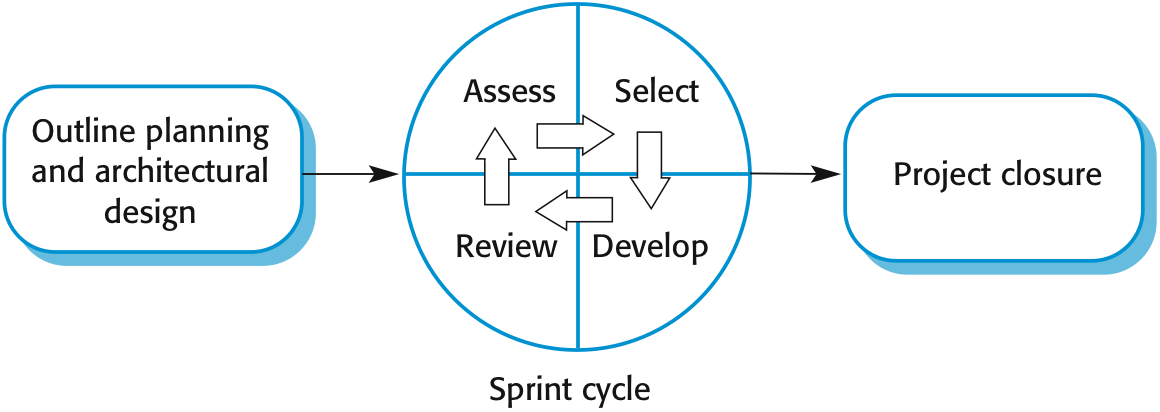 Outline planning
and architectural
design
Assess
Select
Review
Develop
Project closure
Sprint cycle